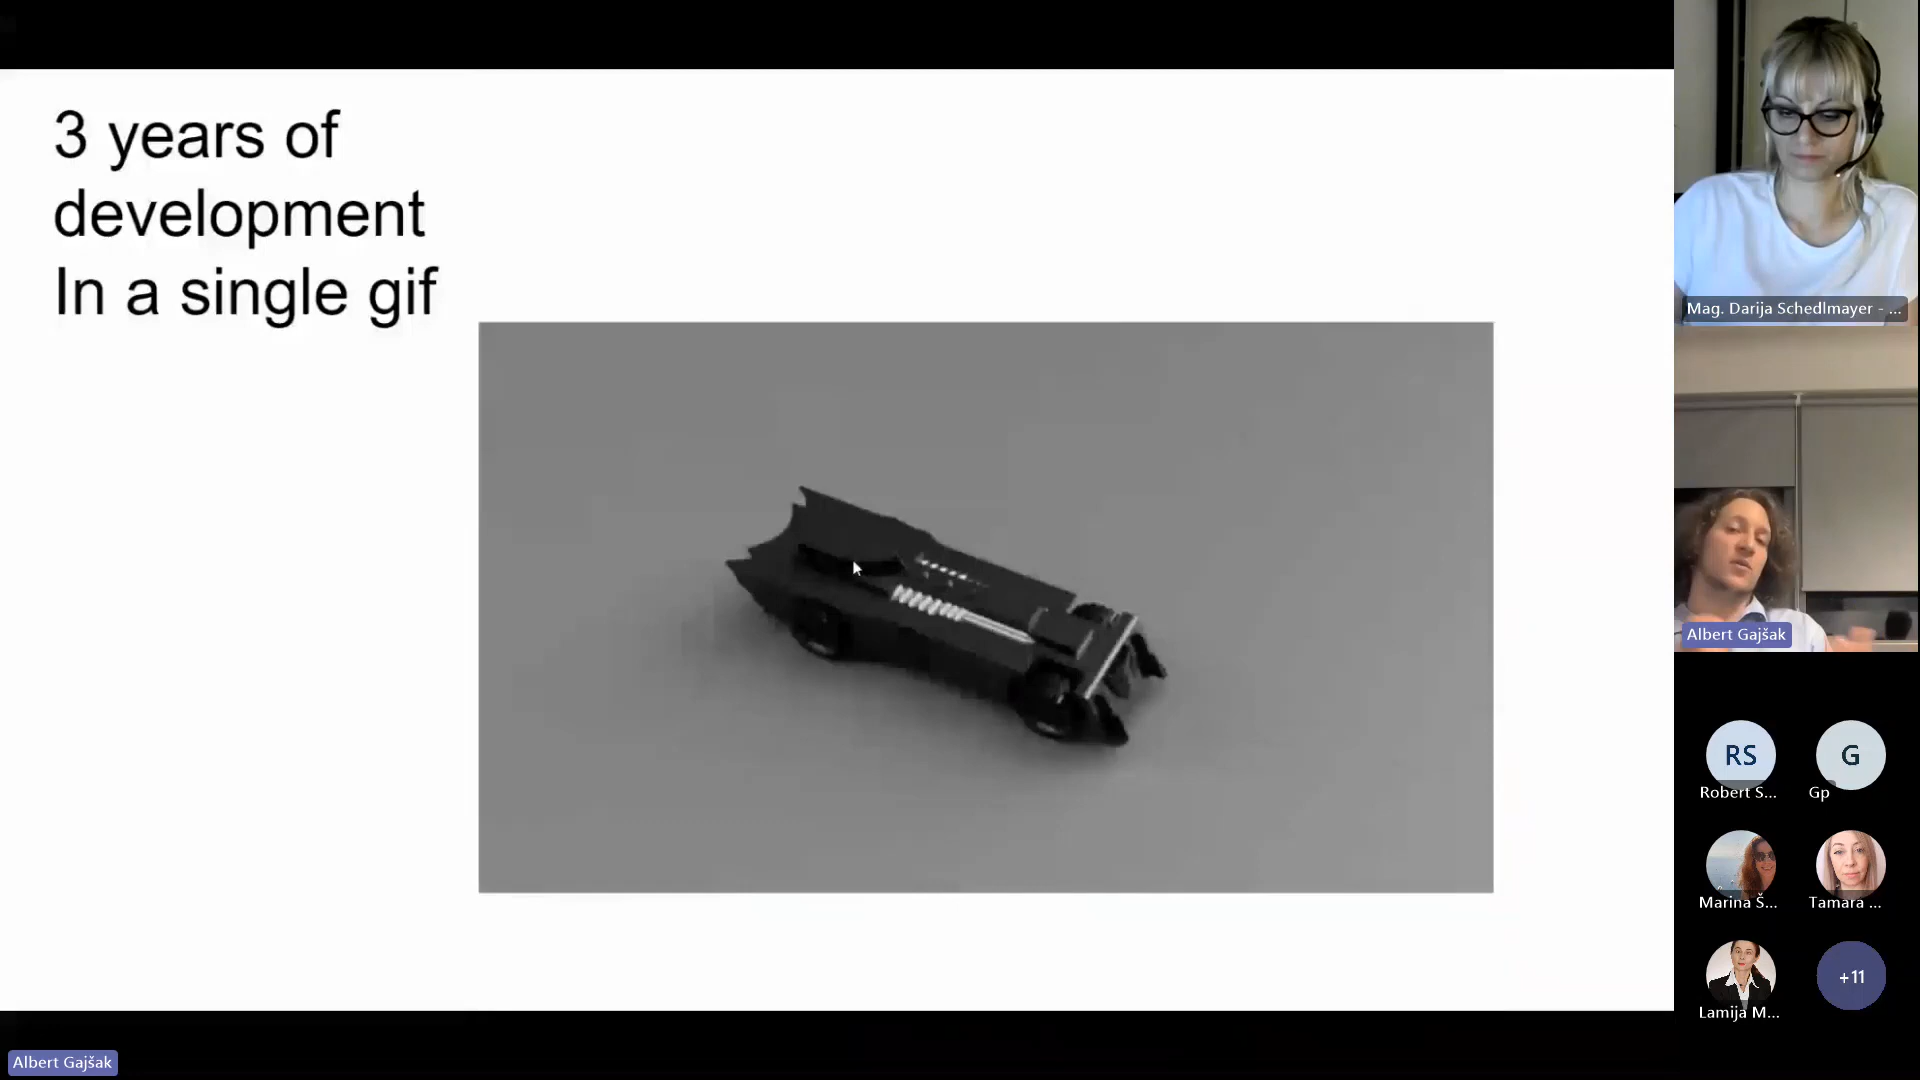 3 years of
development
In a single gif
Mag. Darija Schedlmayer - ...
Albert Gajšak
RS
G
Robert S...
Gp
Marina Š...
Tamara ...
+11
Lamija M...
Albert Gajšak